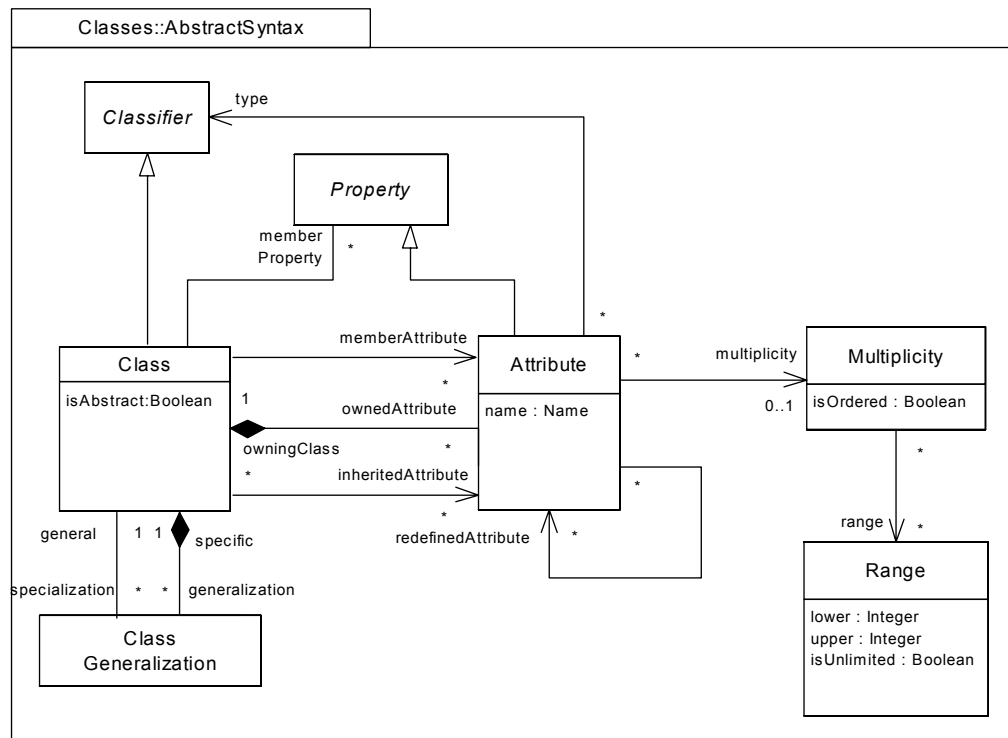 Classes::AbstractSyntax
type
Classifier
Property
member
Property
*
*
memberAttribute
*
multiplicity
Multiplicity
Class
Attribute
isAbstract:Boolean
1
*
ownedAttribute
name : Name
0..1
isOrdered : Boolean
owningClass
*
*
inheritedAttribute
*
*
*
redefinedAttribute
*
range
*
general
1
1
specific
Range
specialization
*
*
generalization
lower : Integer
upper : Integer
isUnlimited : Boolean
Class
Generalization